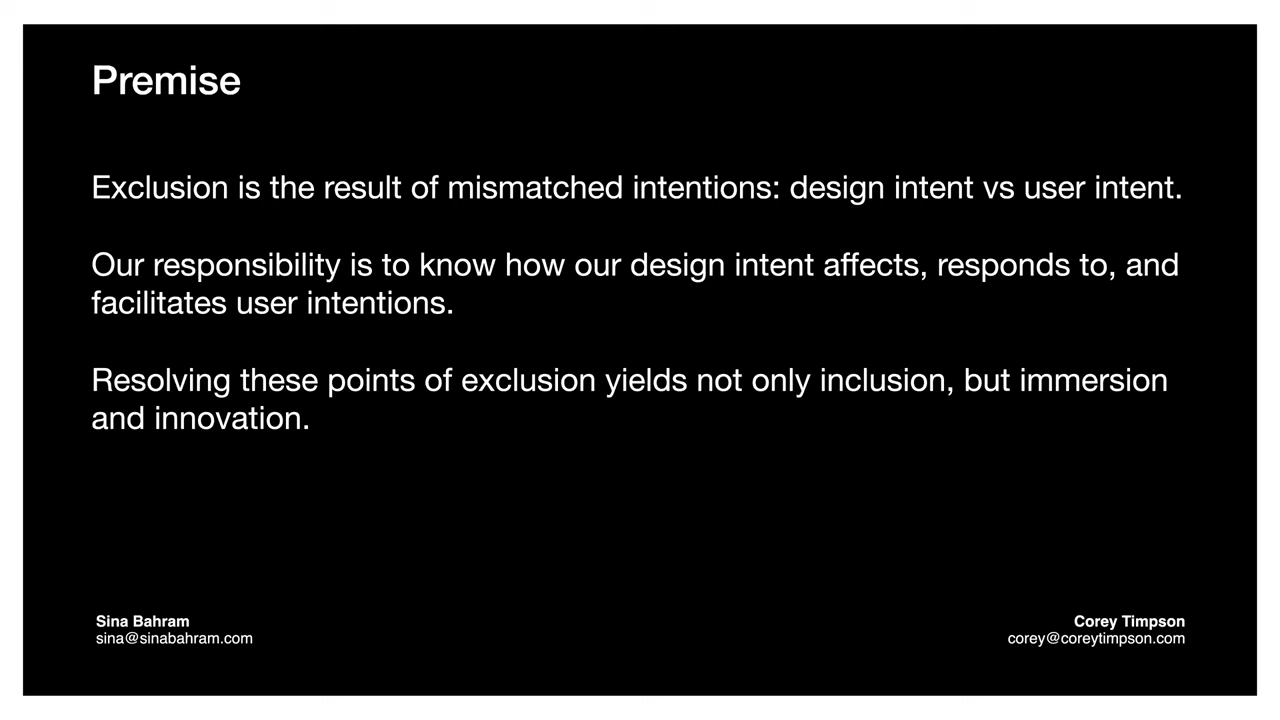 Premise
Exclusion is the result of mismatched intentions: design intent vs user intent.
Our responsibility is to know how our design intent affects, responds to, and
facilitates user intentions.
Resolving these points of exclusion yields not only inclusion, but immersion
and innovation.
Sina Bahram
sina@sinabahram.com
Corey Timpson
corey@coreytimpson.com